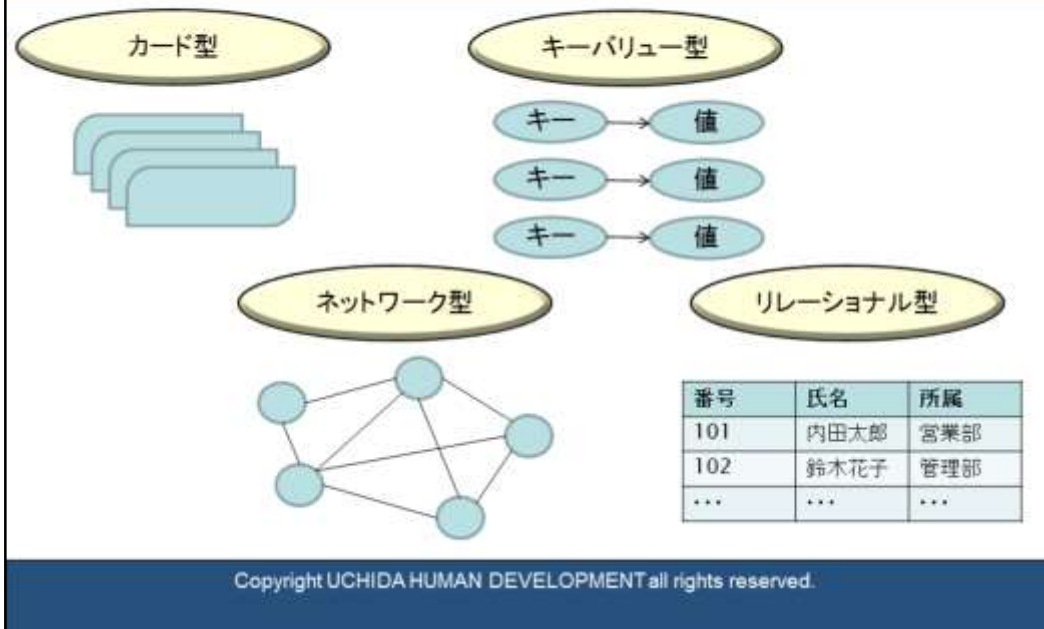 カード型
キーバリュー型
キー 値
キー 値
キー 値
ネットワーク型
リレーショナル型
番号 氏名 所属
101 内田太郎 営業部
102 鈴木花子 管理部
・・・ ・・・ ・・・
Copyright UCHIDA HUMAN DEVELOPMENT all rights reserved.